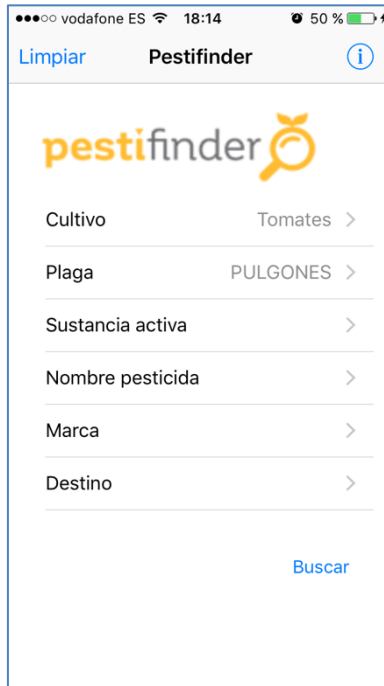 vodafone ES 18:14 50 %
Limpiar Pestifinder i
pestifinder
Cultivo Tomates
Plaga PULGONES
Sustancia activa
Nombre pesticida
Marca
Destino
Buscar